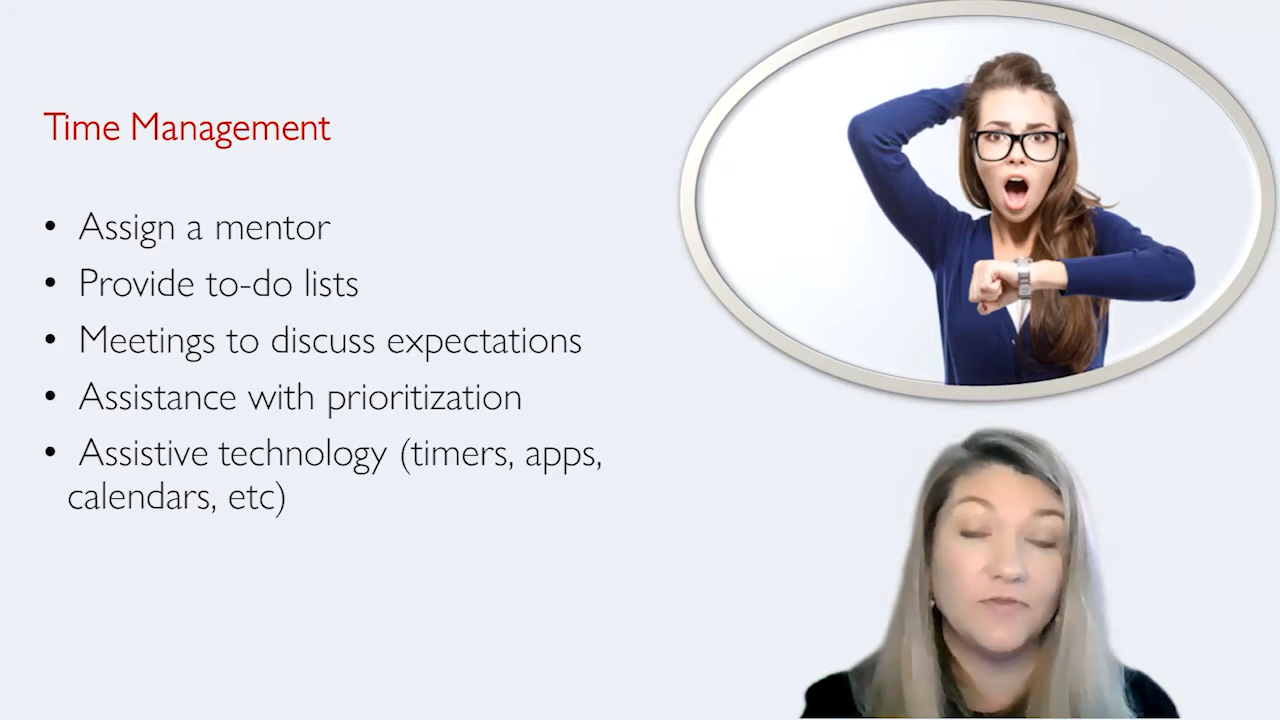 Time Management
• Assign a mentor
• Provide to-do lists
• Meetings to discuss expectations
• Assistance with prioritization
• Assistive technology (timers, apps,
calendars, etc)